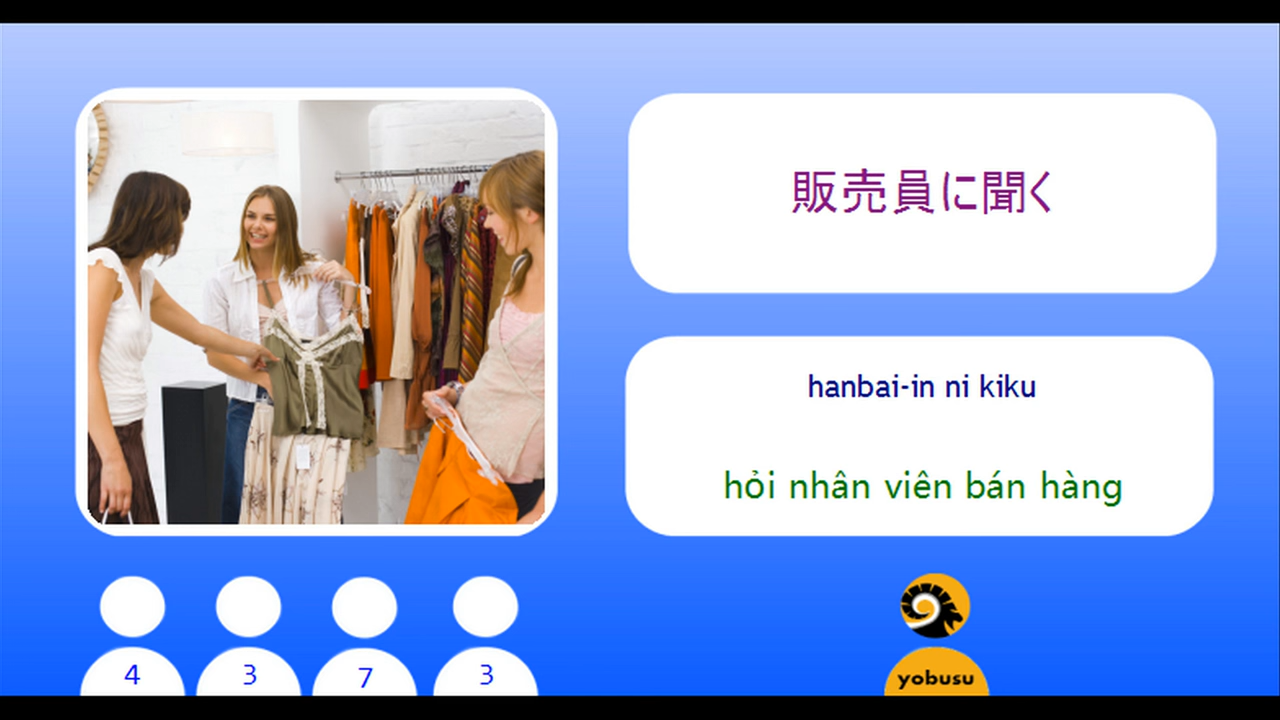 販売員に聞く
hanbai-in ni kiku
hỏi nhân viên bán hàng
4 3 7 3
yobusu